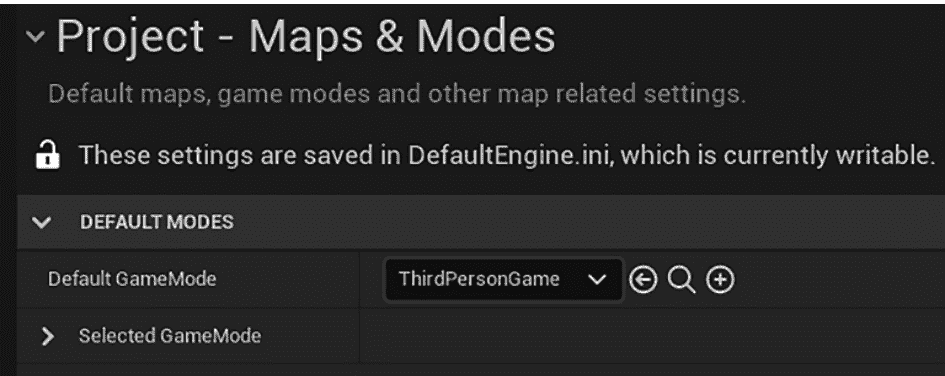 Project - Maps & Modes
Default maps, game modes and other map related settings.
These settings are saved in DefaultEngine.ini, which is currently writable.
DEFAULT MODES
Default GameMode ThirdPersonGame
Selected GameMode